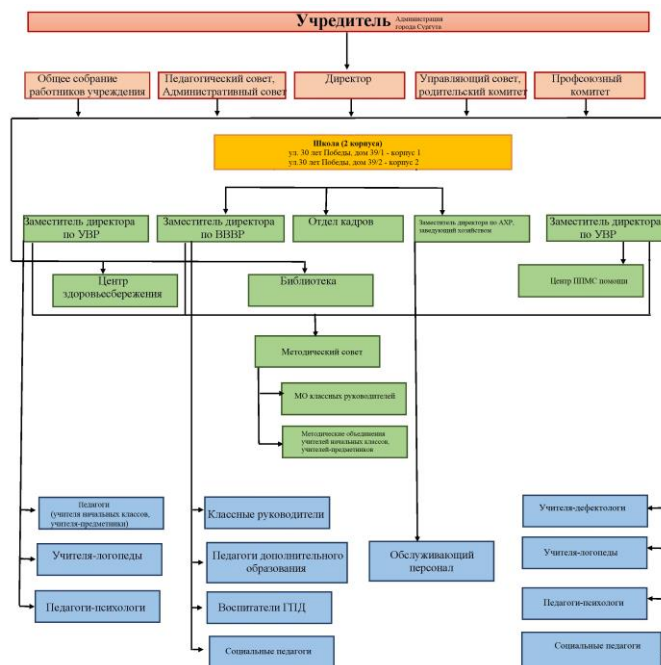 Учредитель Администрация
города Сургута
Общее собрание
работников учреждения
Педагогический совет,
Административный совет
Директор
Управляющий совет,
родительский комитет
Профсоюзный
комитет
Школа (2 корпуса)
ул. 30 лет Победы, дом 39/1 - корпус 1
ул.30 лет Победы, дом 39/2 - корпус 2
Заместитель директора
по УВР
Заместитель директора
по ВВВР
Отдел кадров
Заместитель директора по АХР,
заведующий хозяйством
Заместитель директора
по УВР
Центр
здоровьесбережения
Библиотека
Центр ППМС помощи
Методический совет
МО классных руководителей
Методические объединения
учителей начальных классов,
учителей-предметников
Педагоги
(учителя начальных классов,
учителя-предметники)
Классные руководители
Учителя-дефектологи
Учителя-логопеды
Педагоги дополнительного
образования
Обслуживающий
персонал
Учителя-логопеды
Педагоги-психологи
Воспитатели ГПД
Педагоги-психологи
Социальные педагоги
Социальные педагоги